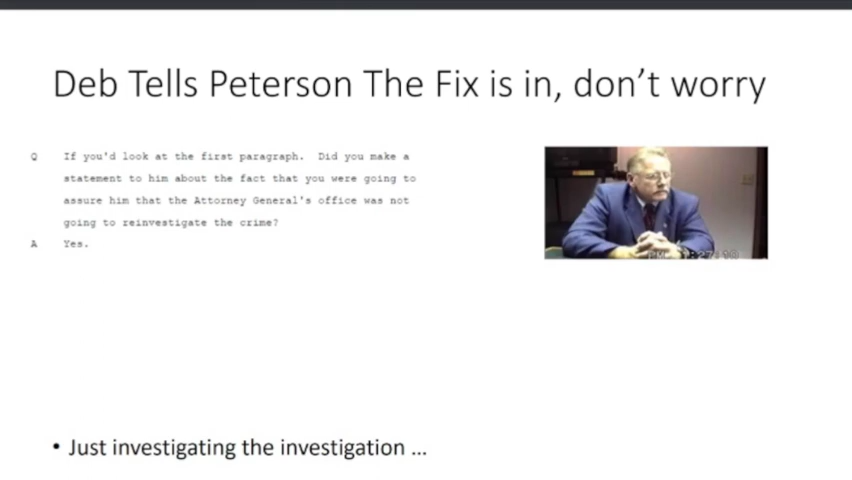 Deb Tells Peterson The Fix is in, don't worry
Q If you'd look at the first paragraph. Did you make a
statement to him about the fact that you were going to
assure him that the Attorney General's office was not
going to reinvestigate the crime?
A Yes.
• Just investigating the investigation ...